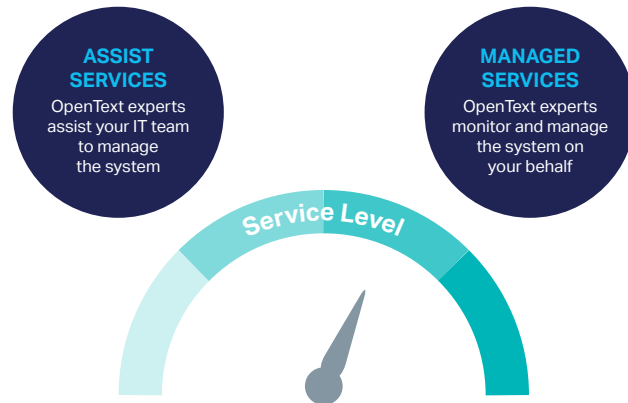 ASSIST
SERVICES
OpenText experts
assist your IT team
to manage
the system
MANAGED
SERVICES
OpenText experts
monitor and manage
the system on
your behalf
Service Level